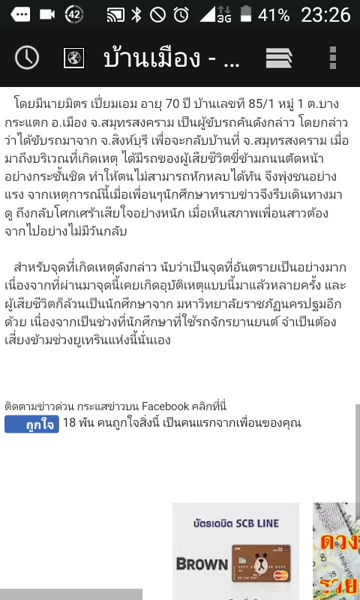 42 3G 41% 23:26
บ้านเมือง - ...
โดยมีนายมิตร เปี่ยมเอม อายุ 70 ปี บ้านเลขที่ 85/1 หมู่ 1 ต.บาง
กระแตก อ.เมือง จ.สมุทรสงคราม เป็นผู้ขับรถคันดังกล่าว โดยกล่าว
ว่าได้ขับรถมาจาก จ.สิงห์บุรี เพื่อจะกลับบ้านที่ จ.สมุทรสงคราม เมื่อ
มาถึงบริเวณที่เกิดเหตุ ได้มีรถของผู้เสียชีวิตขี่ข้ามถนนตัดหน้า
อย่างกระชั้นชิด ทำให้ตนไม่สามารถหักหลบได้ทัน จึงพุ่งชนอย่าง
แรง จากเหตุการณ์นี้เมื่อเพื่อนๆนักศึกษาทราบข่าวจึงรีบเดินทางมา
ดู ถึงกลับโศกเศร้าเสียใจอย่างหนัก เมื่อเห็นสภาพเพื่อนสาวต้อง
จากไปอย่างไม่มีวันกลับ
สำหรับจุดที่เกิดเหตุดังกล่าว นับว่าเป็นจุดที่อันตรายเป็นอย่างมาก
เนื่องจากที่ผ่านมาจุดนี้เคยเกิดอุบัติเหตุแบบนี้มาแล้วหลายครั้ง และ
ผู้เสียชีวิตก็ล้วนเป็นนักศึกษาจาก มหาวิทยาลัยราชภัฏนครปฐมอีก
ด้วย เนื่องจากเป็นช่วงที่นักศึกษาที่ใช้รถจักรยานยนต์ จำเป็นต้อง
เสี่ยงข้ามช่วงยูเทรินแห่งนี้นั่นเอง
ติดตามข่าวด่วน กระแสข่าวบน Facebook คลิกที่นี่
ถูกใจ 18 พัน คนถูกใจสิ่งนี้ เป็นคนแรกจากเพื่อนของคุณ
บัตรเดบิต SCB LINE
BROWN
ดวง
รวย